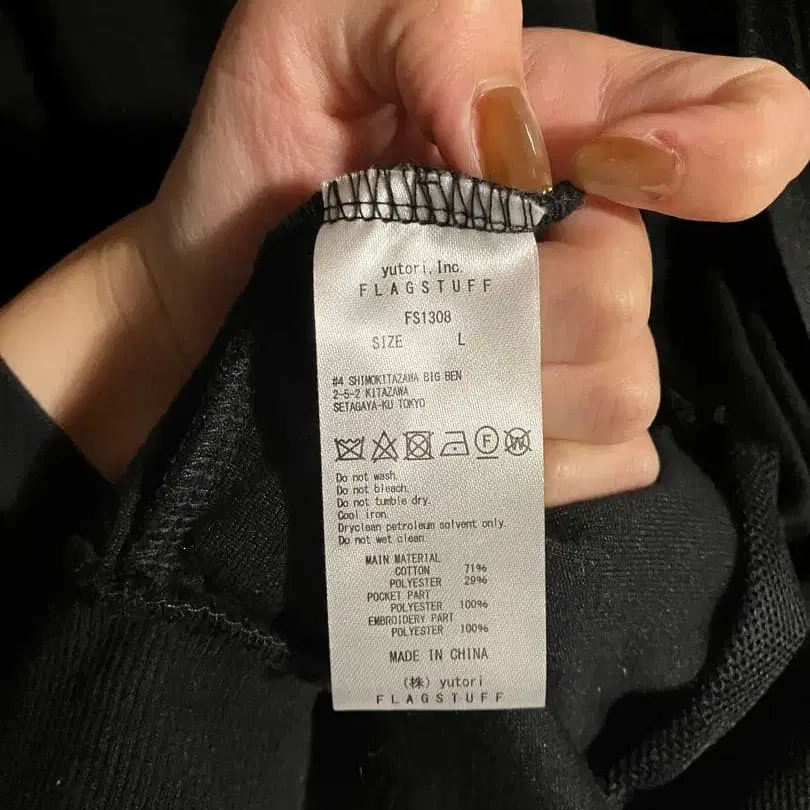 yutori, Inc.
FLAGSTUFF
FS1308
SIZE L
#4 SHIMOKITAZAWA BIG BEN
2-5-2 KITAZAWA
SETAGAYA-KU TOKYO
F W
Do not wash.
Do not bleach.
Do not tumble dry.
Cool iron.
Dryclean petroleum solvent only.
Do not wet clean.
MAIN MATERIAL
COTTON 71%
POLYESTER 29%
POCKET PART
POLYESTER 100%
EMBROIDERY PART
POLYESTER 100%
MADE IN CHINA
(株) yutori
FLAGSTUFF